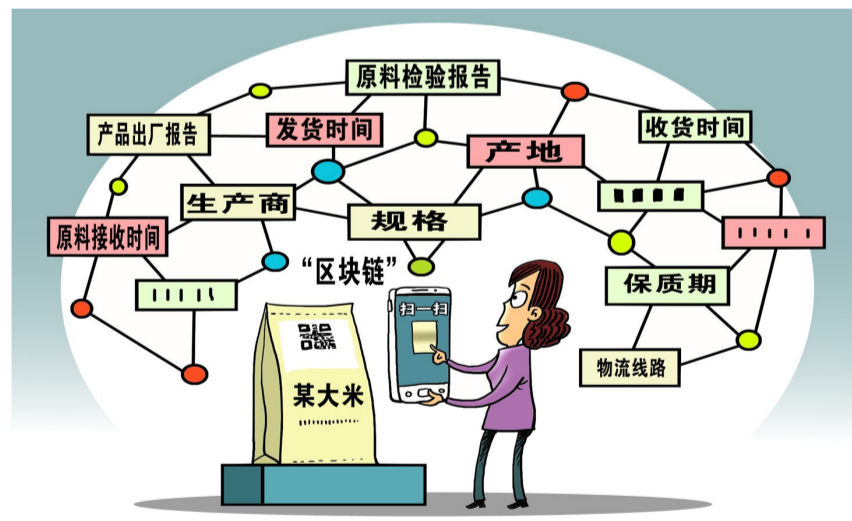 原料检验报告
产品出厂报告
发货时间
收货时间
产地
生产商
规格
原料接收时间
“区块链”
保质期
扫一扫
物流线路
某大米